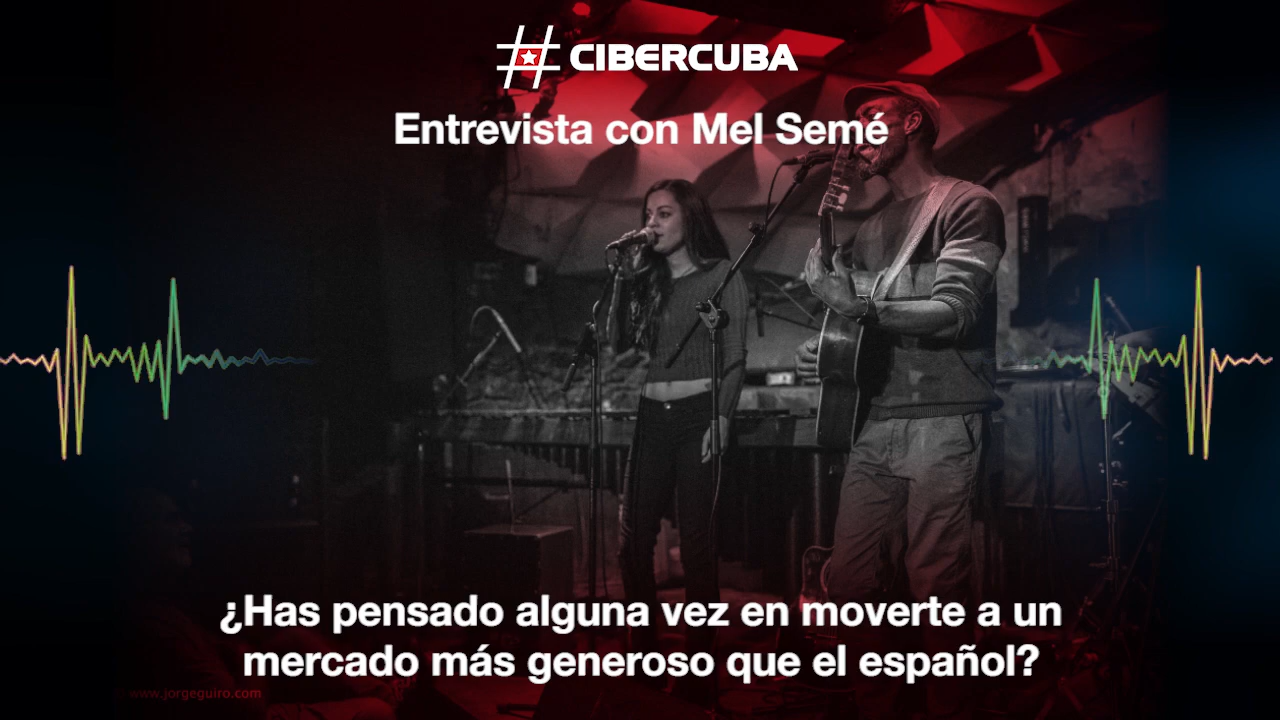 # CIBERCUBA
Entrevista con Mel Semé
¿Has pensado alguna vez en moverte a un
mercado más generoso que el español?
www.jorgeguiro.com